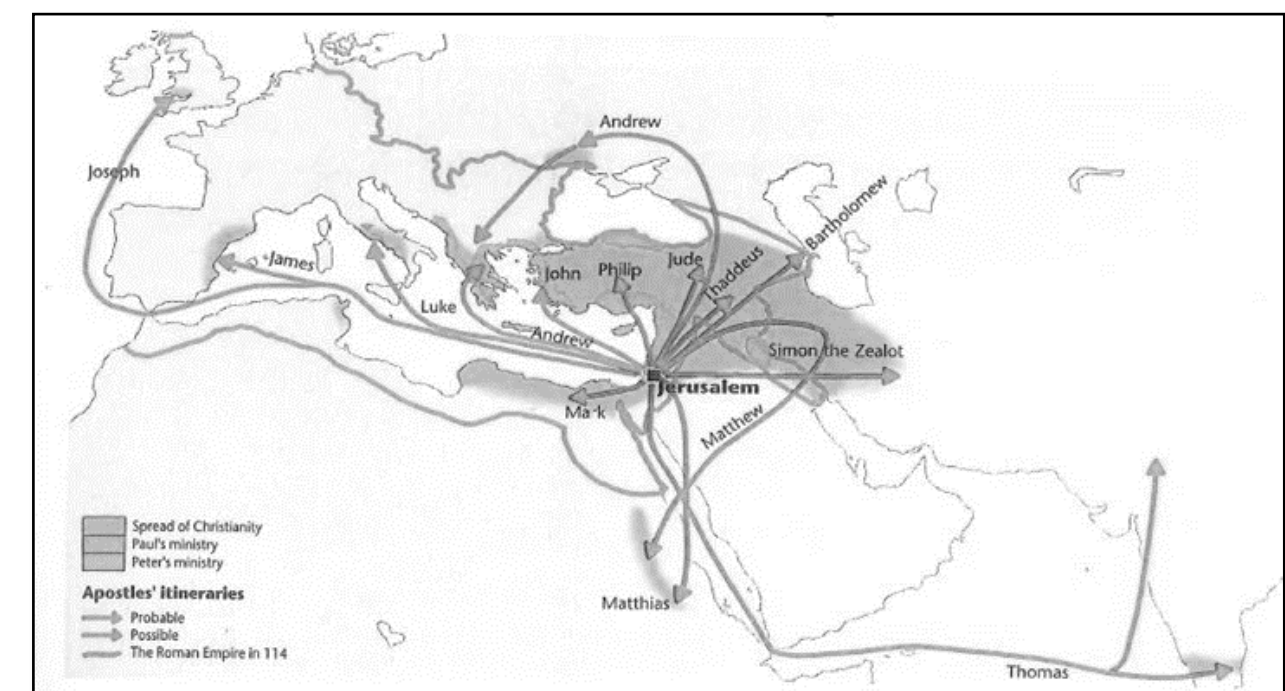 Andrew
Joseph
Bartholomew
James
John
Philip
Jude
Thaddeus
Luke
Andrew
Simon the Zealot
Jerusalem
Mark
Matthew
Matthias
Thomas
Spread of Christianity
Paul's ministry
Peter's ministry
Apostles' itineraries
Probable
Possible
The Roman Empire in 114